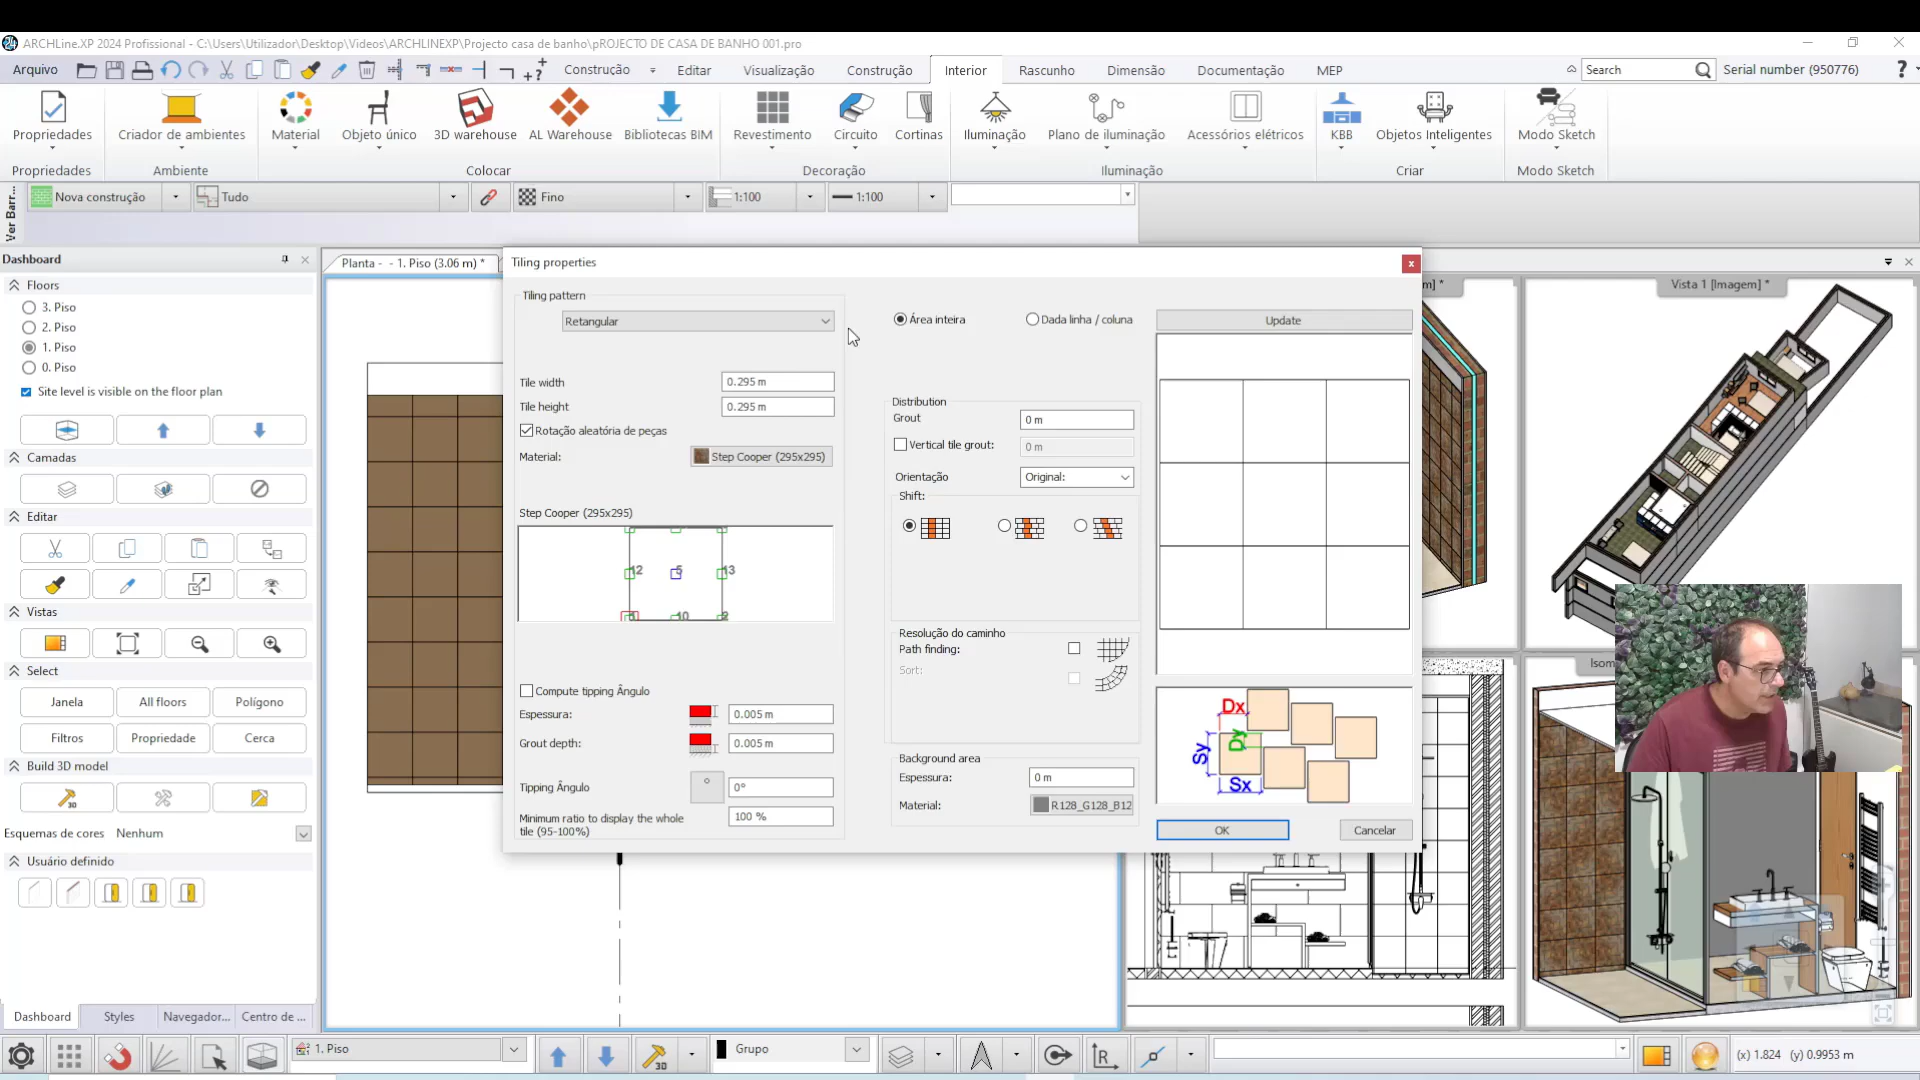 ARCHLine.XP 2024 Profissional - C:\Users\Utilizador\Desktop\Videos\ARCHLINEXP\Projecto casa de banho\pROJECTO DE CASA DE BANHO 001.pro
Arquivo
Construção
Editar
Visualização
Construção
Interior
Rascunho
Dimensão
Documentação
MEP
Search
Serial number (950776)
Propriedades
Criador de ambientes
Material
Objeto único
3D warehouse
AL Warehouse
Bibliotecas BIM
Revestimento
Circuito
Cortinas
Iluminação
Plano de iluminação
Acessórios elétricos
KBB
Objetos Inteligentes
Modo Sketch
Propriedades
Ambiente
Colocar
Decoração
Iluminação
Criar
Modo Sketch
Ver Barr...
Nova construção
Tudo
Fino
1:100
1:100
Dashboard
Floors
3. Piso
2. Piso
1. Piso
0. Piso
Site level is visible on the floor plan
Camadas
Editar
Vistas
Select
Janela
All floors
Polígono
Filtros
Propriedade
Cerca
Build 3D model
Esquemas de cores
Nenhum
Usuário definido
Dashboard
Styles
Navegador...
Centro de ...
Planta - - 1. Piso (3.06 m) *
m] *
Vista 1 [Imagem] *
Isom
Tiling properties
Tiling pattern
Retangular
Tile width
0.295 m
Tile height
0.295 m
Rotação aleatória de peças
Material:
Step Cooper (295x295)
Step Cooper (295x295)
12
5
13
10
2
Compute tipping Ângulo
Espessura:
0.005 m
Grout depth:
0.005 m
Tipping Ângulo
0°
Minimum ratio to display the whole
tile (95-100%)
100 %
Área inteira
Dada linha / coluna
Distribution
Grout
0 m
Vertical tile grout:
0 m
Orientação
Original:
Shift:
Resolução do caminho
Path finding:
Sort:
Background area
Espessura:
0 m
Material:
R128_G128_B12
Update
Dx
Dy
Sy
Sx
OK
Cancelar
1. Piso
3D
Grupo
R
(x) 1.824 (y) 0.9953 m